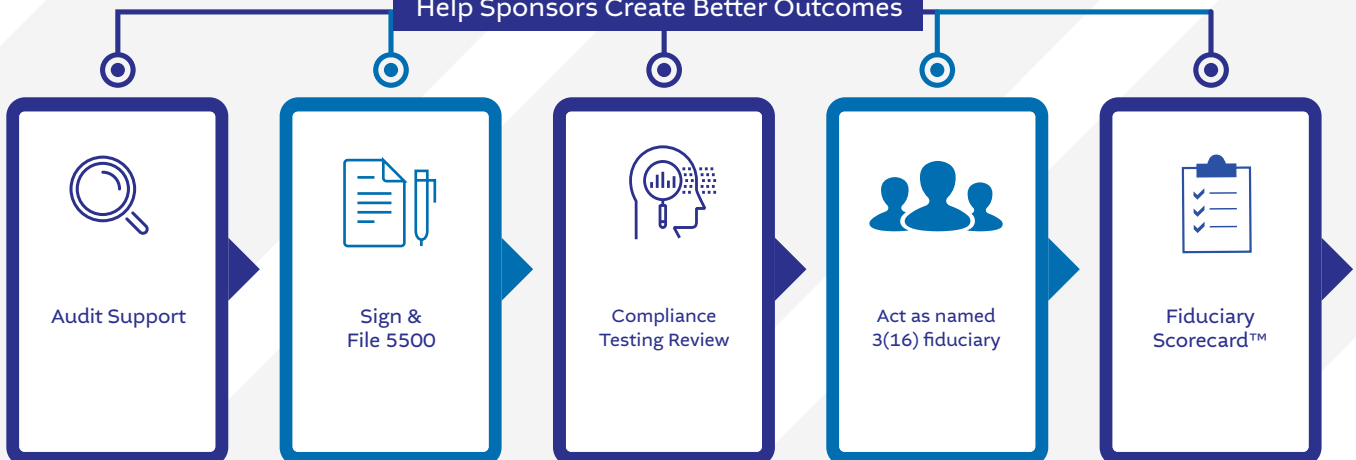 Help Sponsors Create Better Outcomes
Audit Support
Sign &
File 5500
Compliance
Testing Review
Act as named
3(16) fiduciary
Fiduciary
Scorecard™